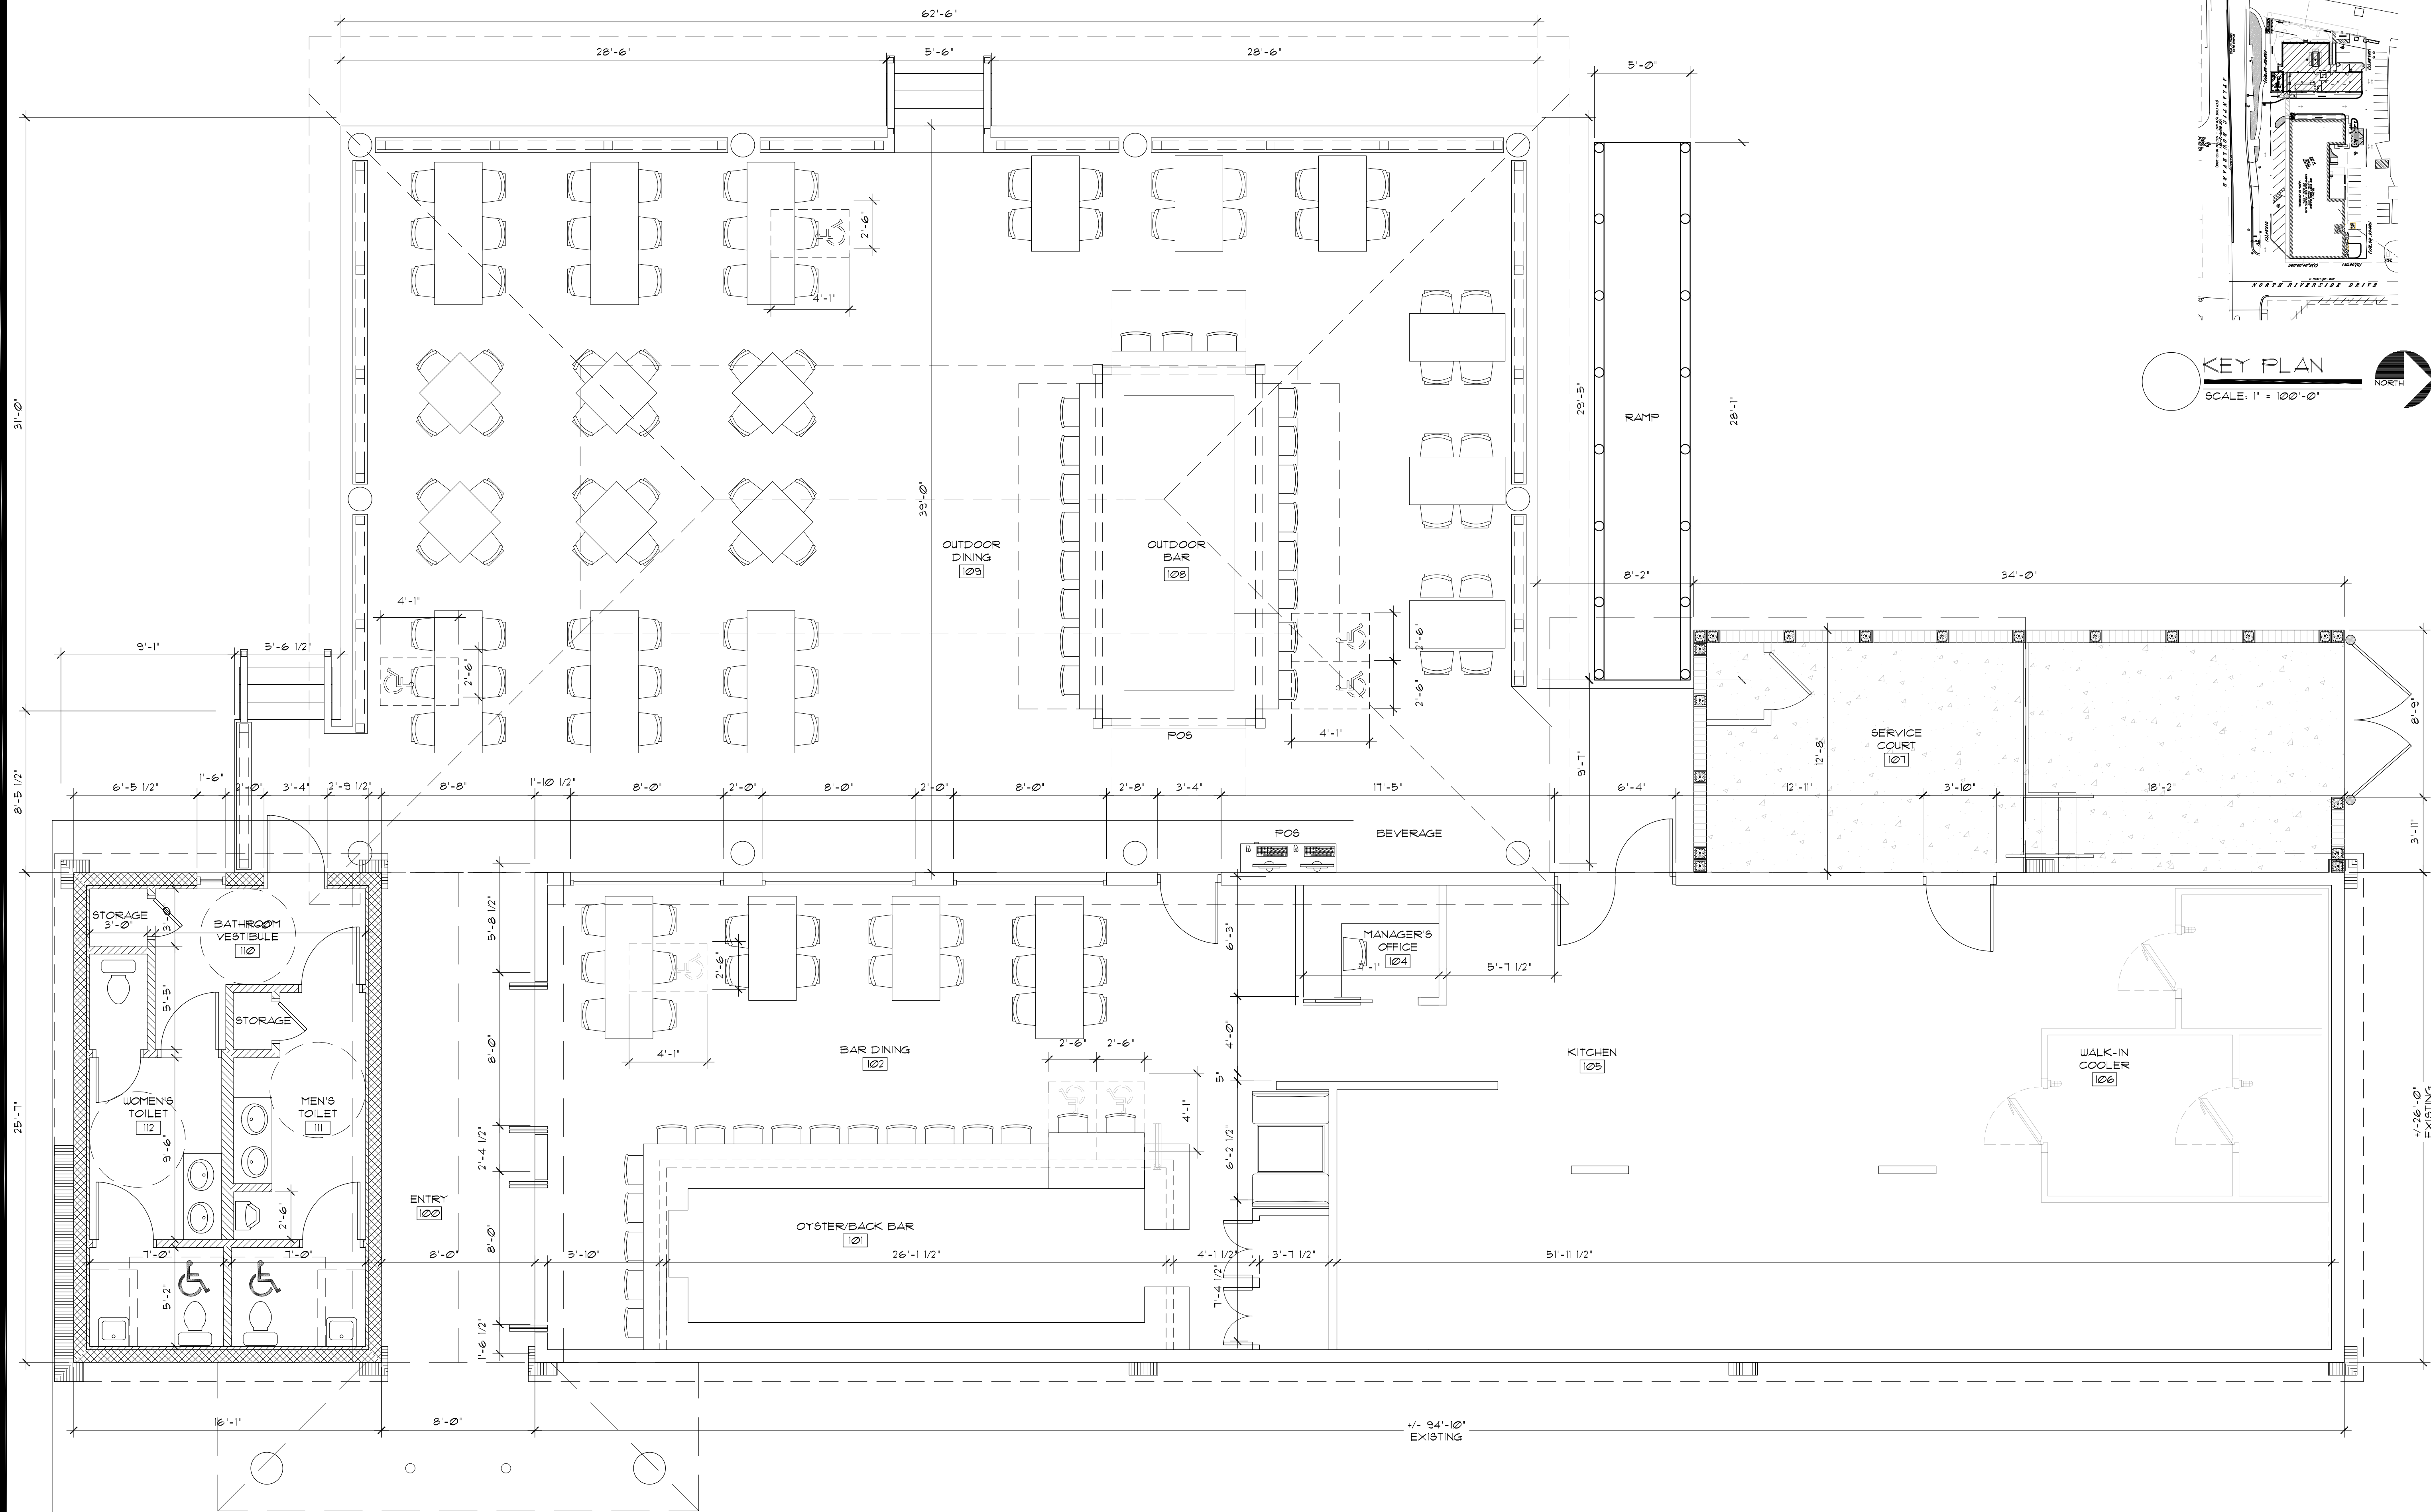 62'-6"
28'-6"
5'-6"
28'-6"
5'-0"
31'-0"
2'-6"
4'-1"
39'-0"
29'-5"
28'-1"
RAMP
KEY PLAN
NORTH
SCALE: 1" = 100'-0"
ATLANTIC BOULEVARD
NORTH RIVERSIDE DRIVE
OUTDOOR
DINING
109
OUTDOOR
BAR
108
8'-2"
34'-0"
4'-1"
2'-6"
9'-1"
5'-6 1/2"
2'-6"
2'-6"
4'-1"
POS
9'-7"
12'-8"
SERVICE
COURT
107
8'-9"
3'-11"
8'-5 1/2"
6'-5 1/2"
1'-6"
2'-0"
3'-4"
2'-9 1/2"
8'-8"
1'-10 1/2"
8'-0"
2'-0"
8'-0"
2'-0"
8'-0"
2'-8"
3'-4"
17'-5"
6'-4"
12'-11"
3'-10"
18'-2"
POS
BEVERAGE
STORAGE
3'-0"
3'-0"
BATHROOM
VESTIBULE
110
5'-8 1/2"
2'-6"
4'-1"
6'-3"
MANAGER'S
OFFICE
104
7'-1"
5'-7 1/2"
5'-5"
STORAGE
8'-0"
BAR DINING
102
2'-6"
2'-6"
4'-0"
5"
4'-1"
KITCHEN
105
WALK-IN
COOLER
106
25'-7"
WOMEN'S
TOILET
112
MEN'S
TOILET
111
9'-6"
2'-4 1/2"
6'-2 1/2"
+/-26'-0"
EXISTING
ENTRY
100
2'-6"
OYSTER/BACK BAR
101
8'-0"
7'-0"
7'-0"
8'-0"
5'-10"
26'-1 1/2"
4'-1 1/2"
3'-7 1/2"
51'-11 1/2"
5'-2"
7'-4 1/2"
1'-6 1/2"
16'-1"
8'-0"
+/- 94'-10"
EXISTING